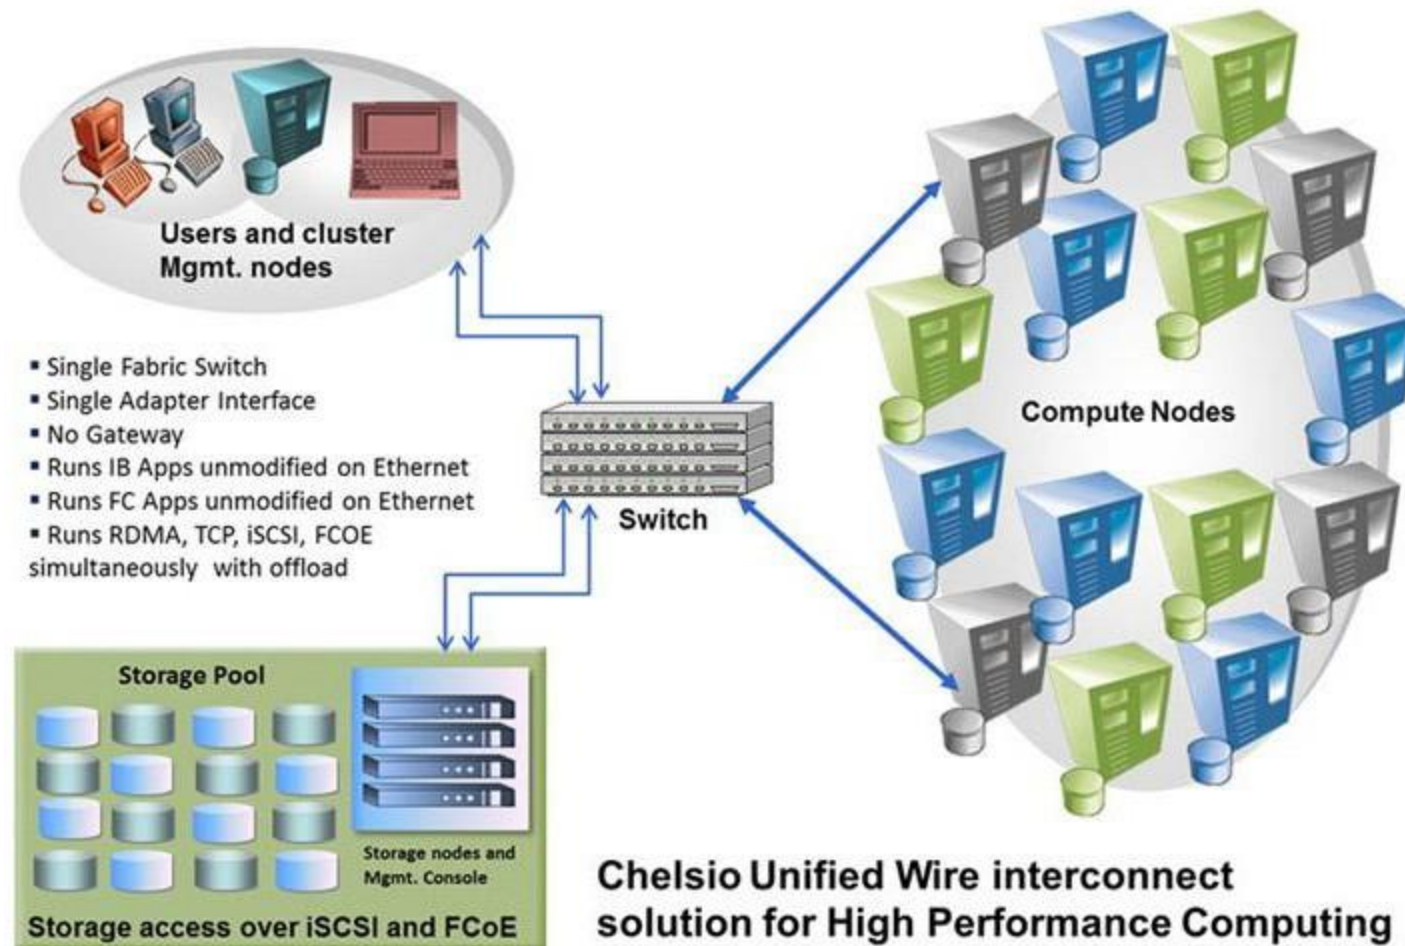 Users and cluster
Mgmt. nodes
▪ Single Fabric Switch
▪ Single Adapter Interface
▪ No Gateway
▪ Runs IB Apps unmodified on Ethernet
▪ Runs FC Apps unmodified on Ethernet
▪ Runs RDMA, TCP, iSCSI, FCOE
simultaneously with offload
Switch
Compute Nodes
Storage Pool
Storage nodes and
Mgmt. Console
Storage access over iSCSI and FCoE
Chelsio Unified Wire interconnect
solution for High Performance Computing